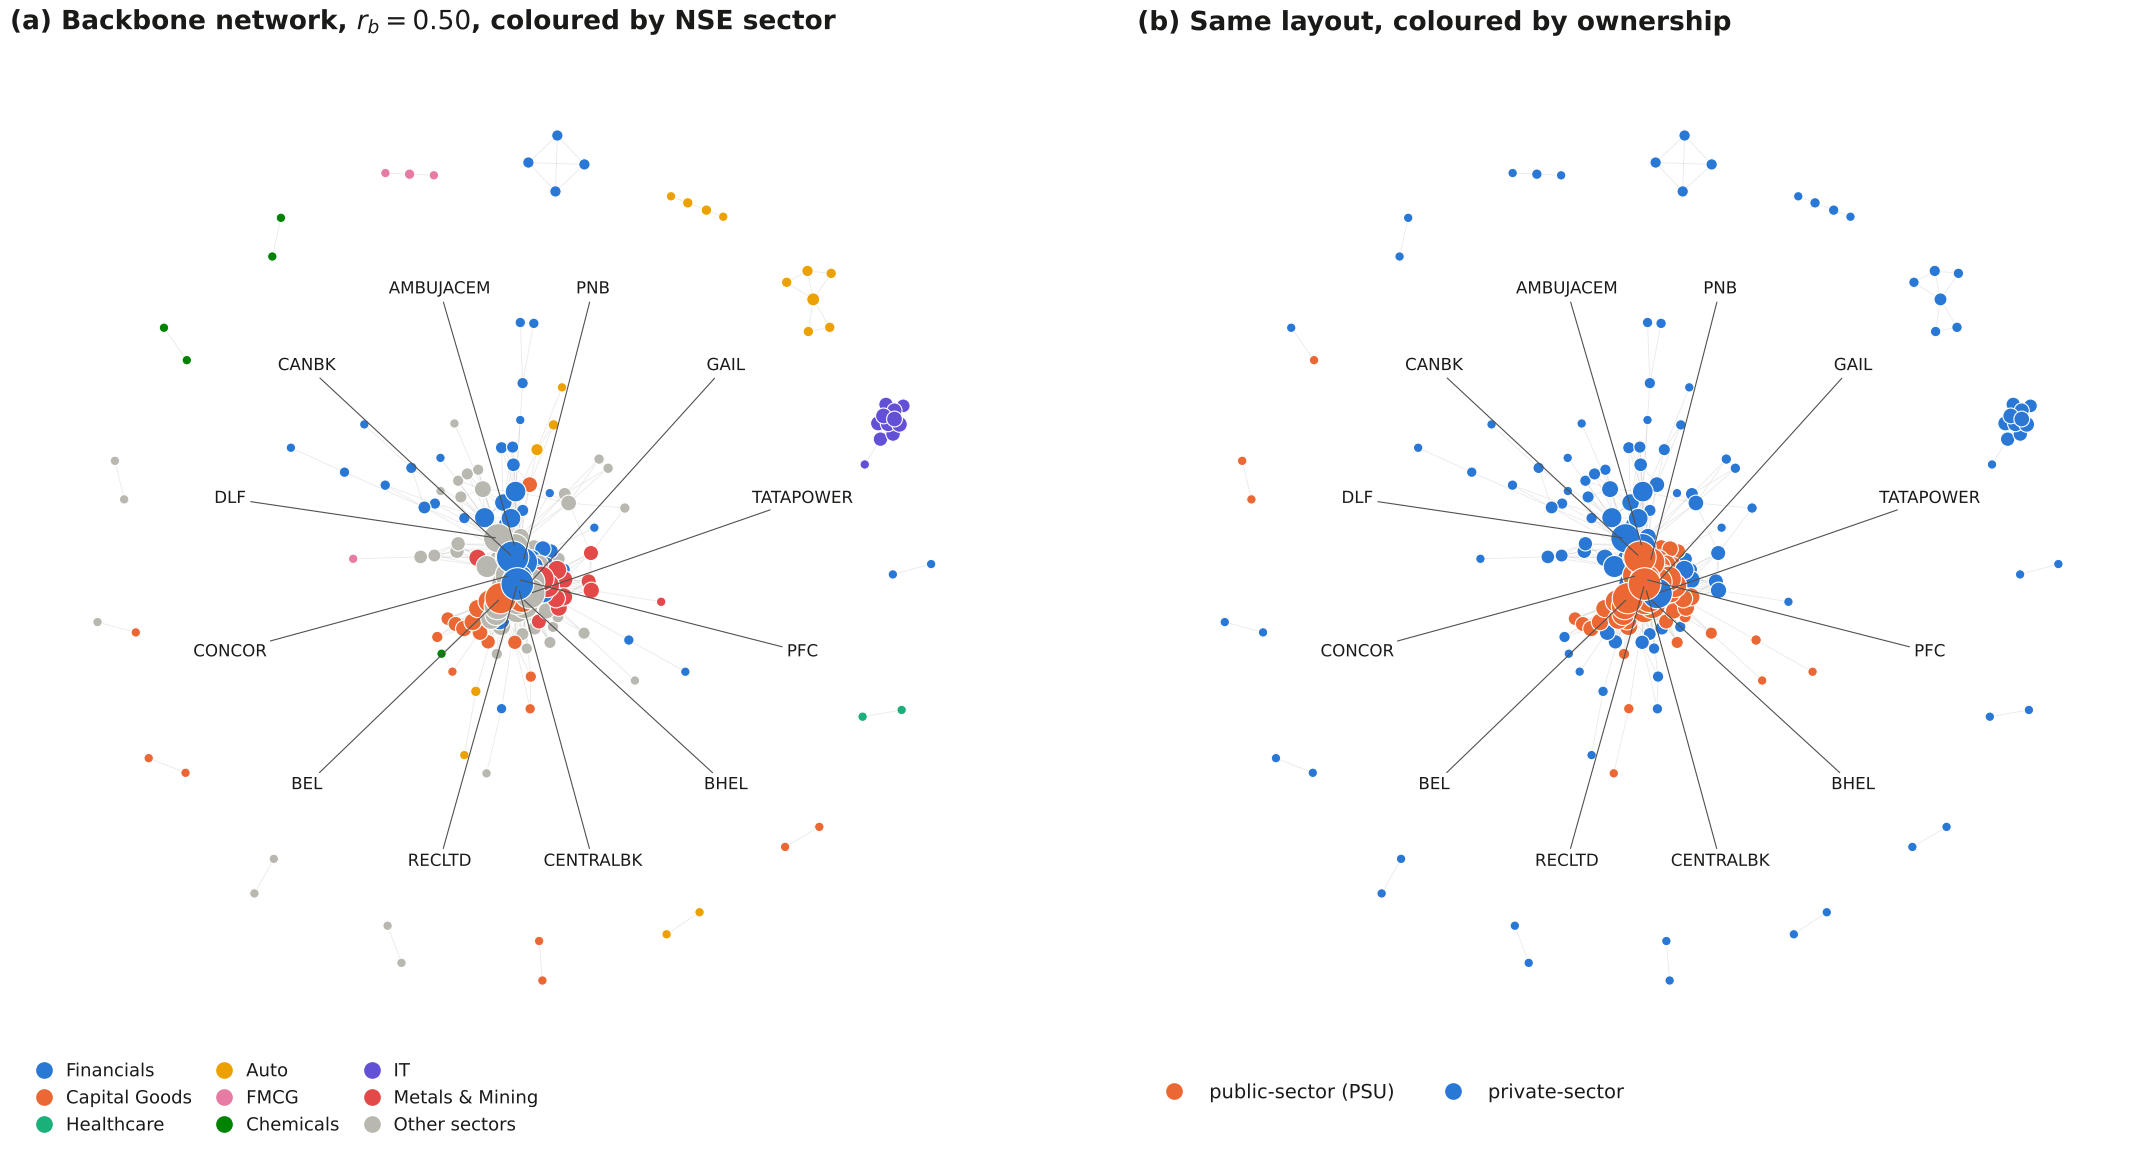 (a) Backbone network, r_b = 0.50, coloured by NSE sector
(b) Same layout, coloured by ownership
AMBUJACEM
PNB
CANBK
GAIL
DLF
TATAPOWER
CONCOR
PFC
BEL
BHEL
RECLTD
CENTRALBK
AMBUJACEM
PNB
CANBK
GAIL
DLF
TATAPOWER
CONCOR
PFC
BEL
BHEL
RECLTD
CENTRALBK
Financials
Capital Goods
Healthcare
Auto
FMCG
Chemicals
IT
Metals & Mining
Other sectors
public-sector (PSU)
private-sector